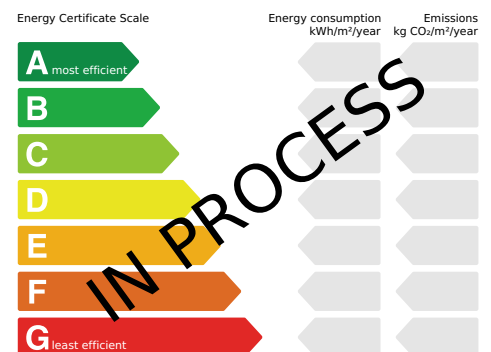 Energy Certificate Scale
Energy consumption
kWh/m²/year
Emissions
kg CO₂/m²/year
A most efficient
B
C
D
E
F
G least efficient
IN PROCESS